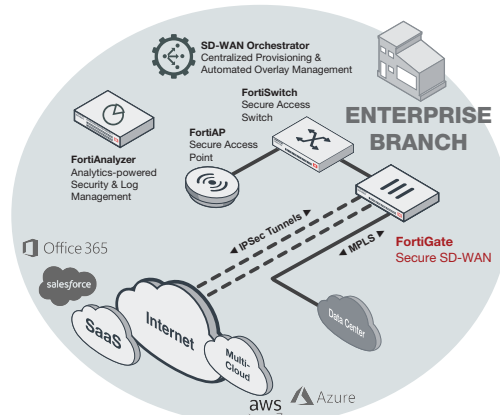 SD-WAN Orchestrator
Centralized Provisioning &
Automated Overlay Management
FortiSwitch
Secure Access
Switch
ENTERPRISE
BRANCH
FortiAP
Secure Access
Point
FortiAnalyzer
Analytics-powered
Security & Log
Management
FortiGate
Secure SD-WAN
◄ IPSec Tunnels ►
◄ MPLS ►
Office 365
salesforce
SaaS
Internet
Multi-
Cloud
Data Center
aws
Azure